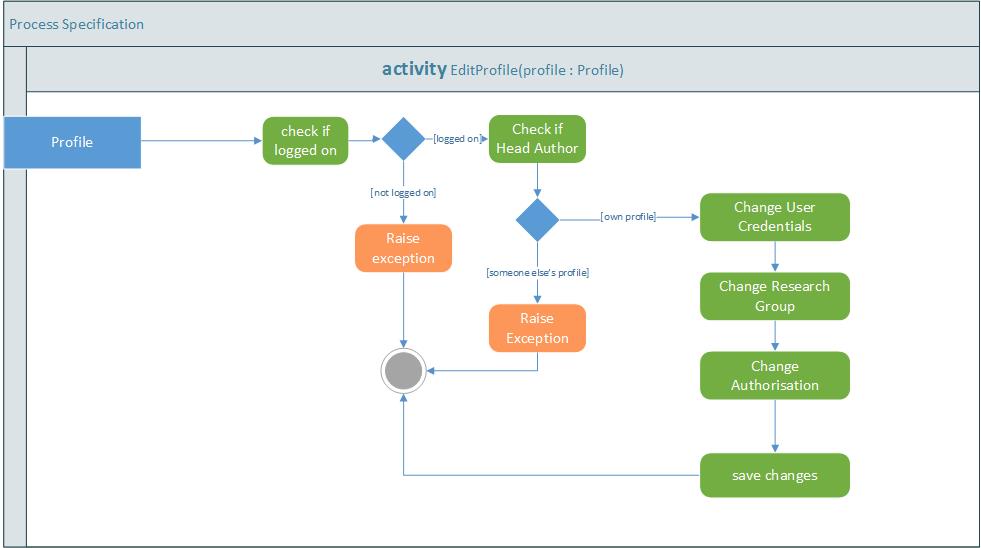 Process Specification
activity EditProfile(profile : Profile)
Profile
check if
logged on
[logged on]
Check if
Head Author
[not logged on]
Raise
exception
[own profile]
Change User
Credentials
[someone else's profile]
Raise
Exception
Change Research
Group
Change
Authorisation
save changes